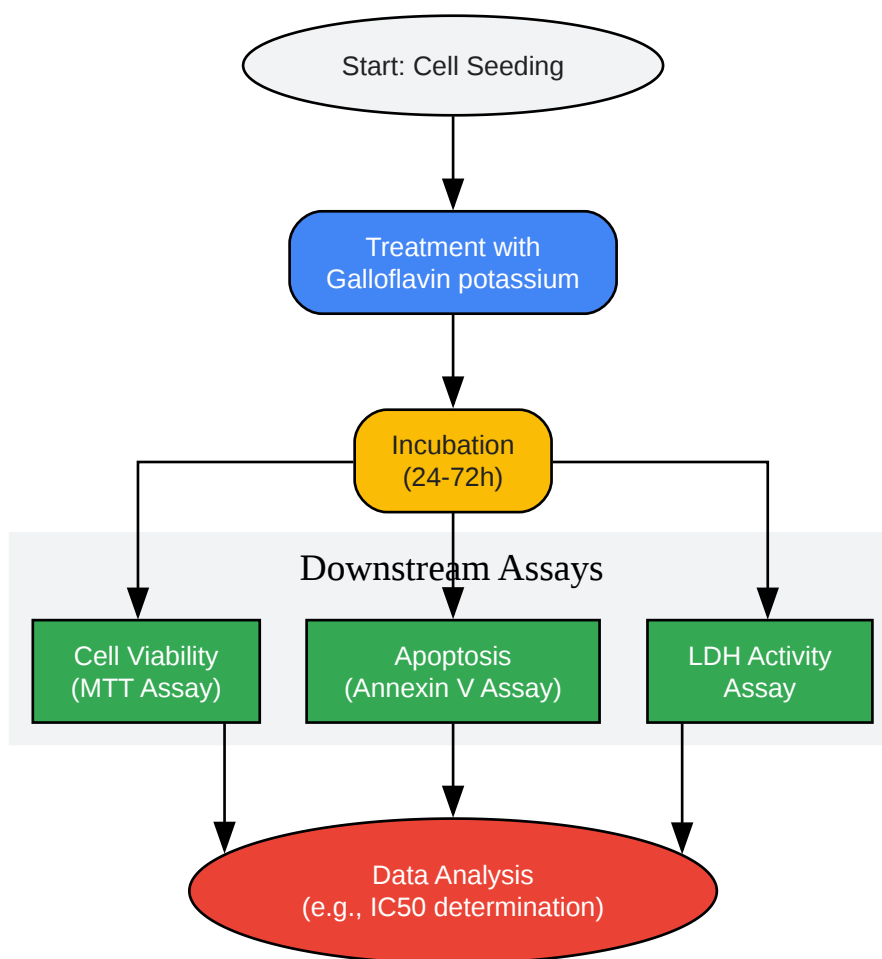 Start: Cell Seeding
Treatment with
Galloflavin potassium
Incubation
(24-72h)
Downstream Assays
Cell Viability
(MTT Assay)
Apoptosis
(Annexin V Assay)
LDH Activity
Assay
Data Analysis
(e.g., IC50 determination)